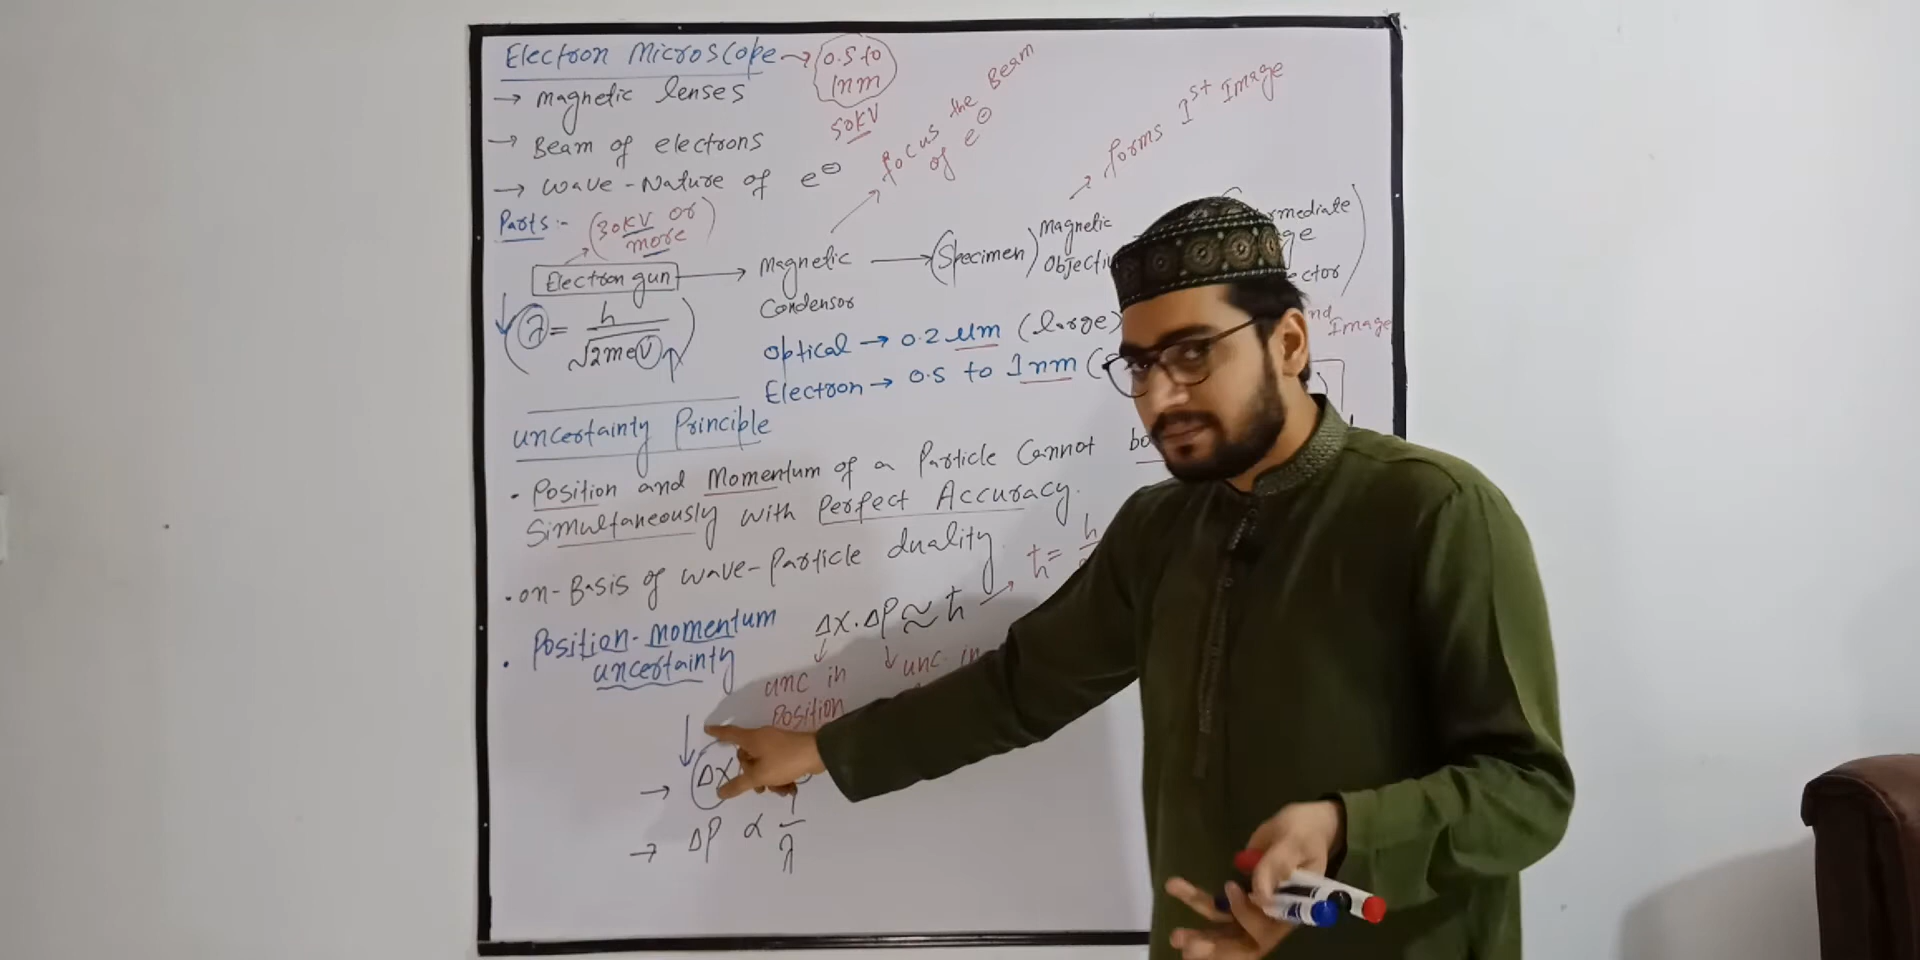 Electron Microscope → 0.5 to 1nm
50KV
→ Magnetic lenses
→ Beam of electrons
→ wave-Nature of e⊖
focus the Beam of e⊖
forms 1st Image
Parts:- (30KV or more)
Electron gun → Magnetic Condensor → (Specimen) Magnetic
λ = h / √2meV
Optical → 0.2 μm (large)
Electron → 0.5 to 1nm (
Image
uncertainty Principle
• Position and Momentum of a Particle Cannot
Simultaneously with Perfect Accuracy.
• on-Basis of wave-Particle duality
• Position-Momentum uncertainty
Δx.ΔP ≈ ħ → ħ = h
unc in Position
unc. in
→ Δx
→ ΔP ∝ 1/λ